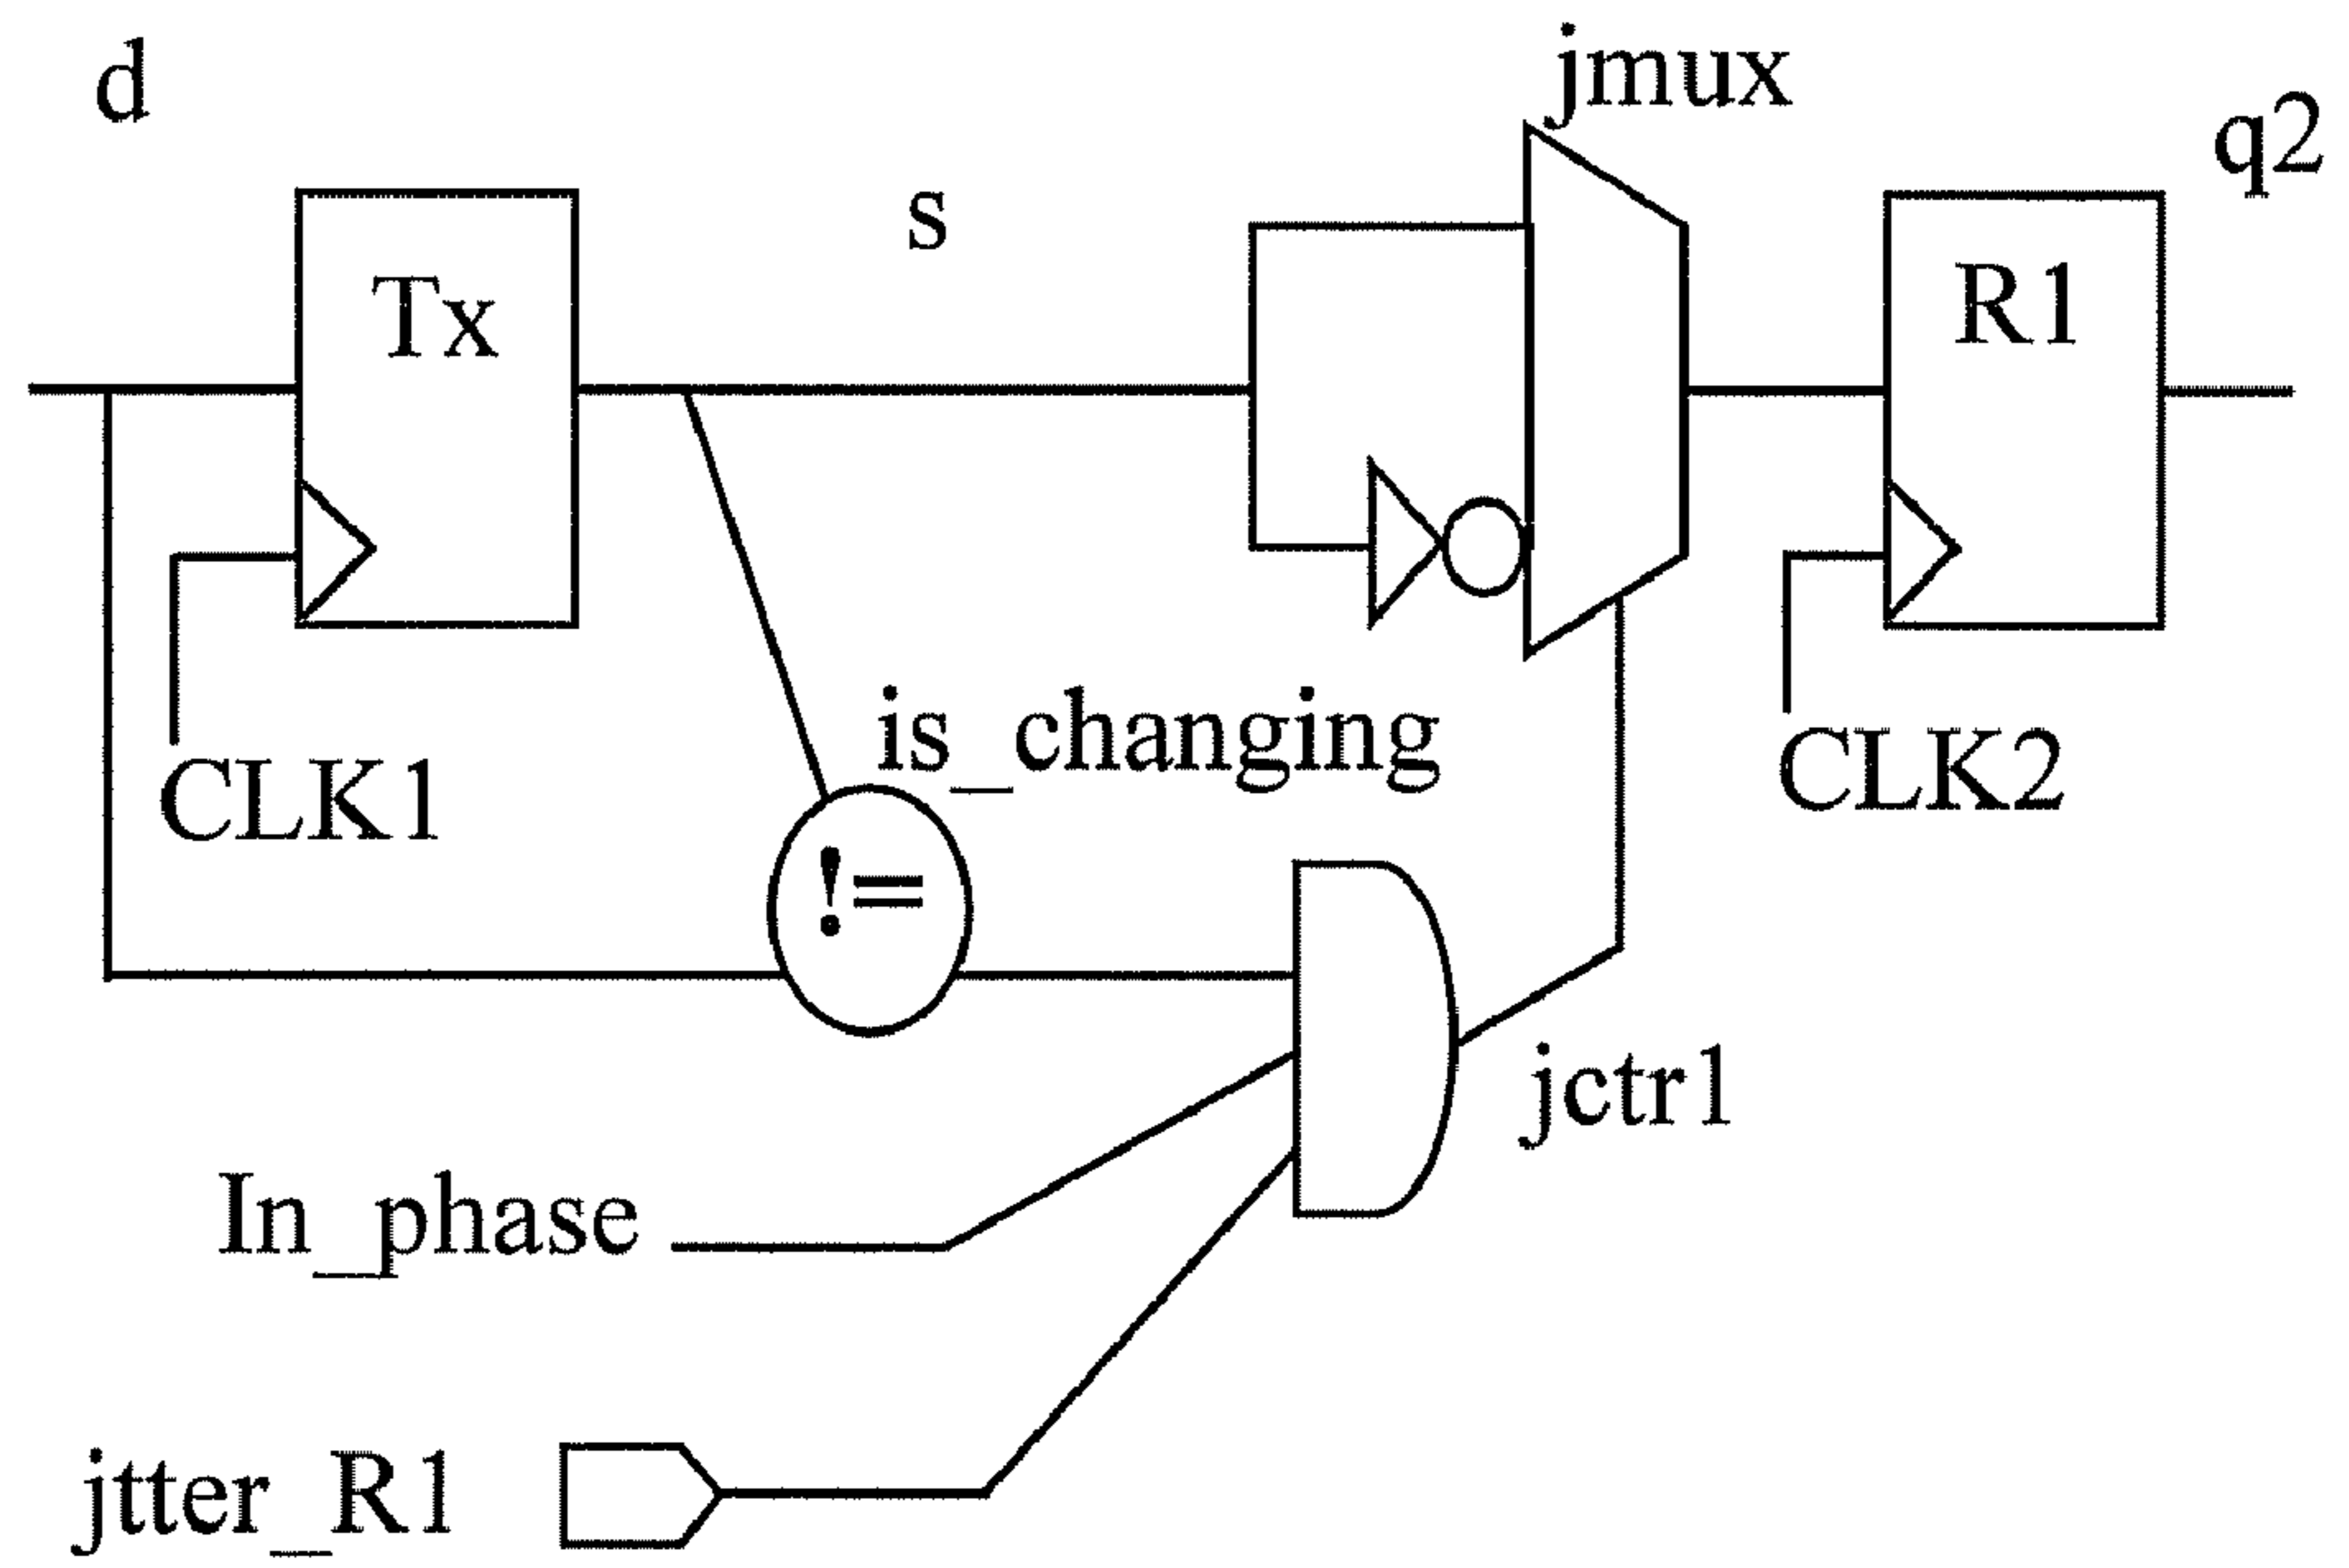 d
jmux
q2
s
Tx
R1
is_changing
CLK1
CLK2
!=
jctr1
In_phase
jtter_R1